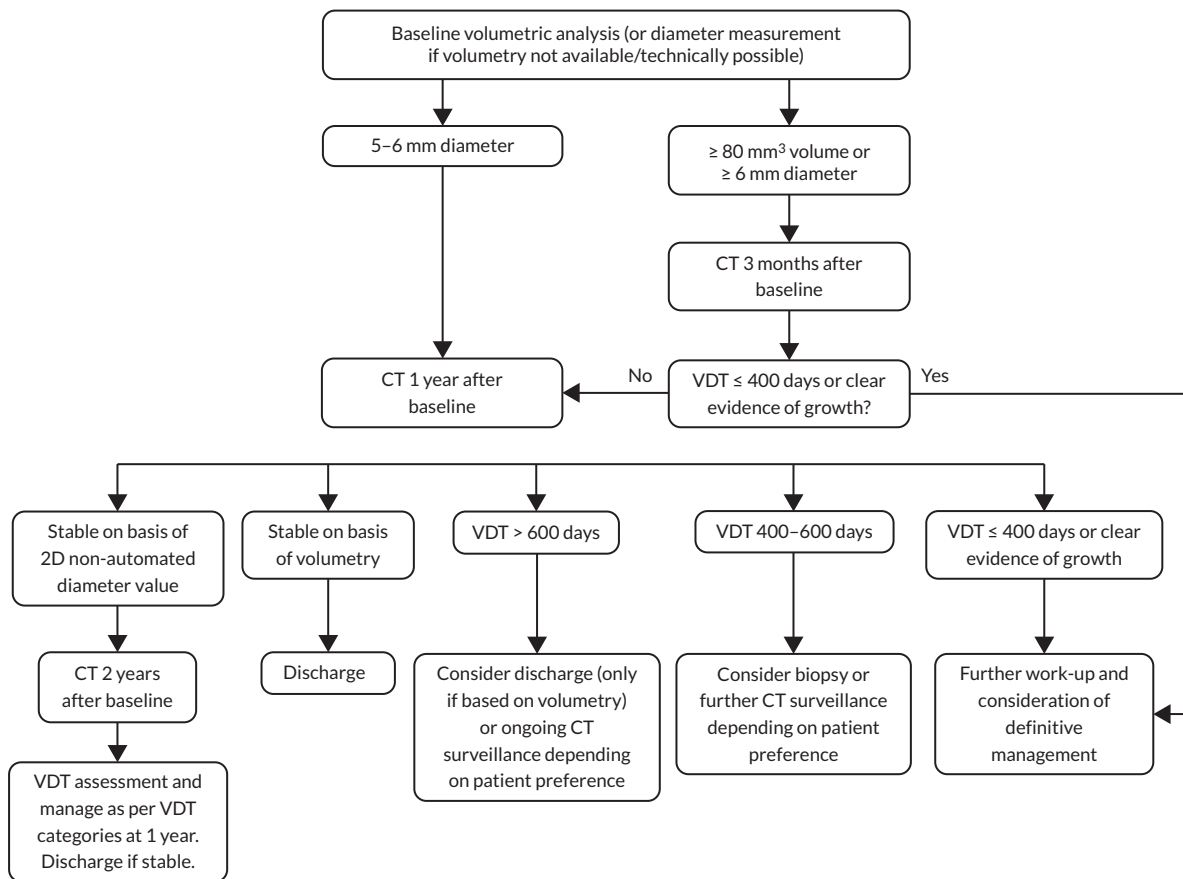 Baseline volumetric analysis (or diameter measurement
if volumetry not available/technically possible)
5–6 mm diameter
≥ 80 mm³ volume or
≥ 6 mm diameter
CT 3 months after
baseline
CT 1 year after
baseline
No
VDT ≤ 400 days or clear
evidence of growth?
Yes
Stable on basis of
2D non-automated
diameter value
Stable on basis
of volumetry
VDT > 600 days
VDT 400–600 days
VDT ≤ 400 days or clear
evidence of growth
CT 2 years
after baseline
Discharge
Consider discharge (only
if based on volumetry)
or ongoing CT
surveillance depending
on patient preference
Consider biopsy or
further CT surveillance
depending on patient
preference
Further work-up and
consideration of
definitive
management
VDT assessment and
manage as per VDT
categories at 1 year.
Discharge if stable.